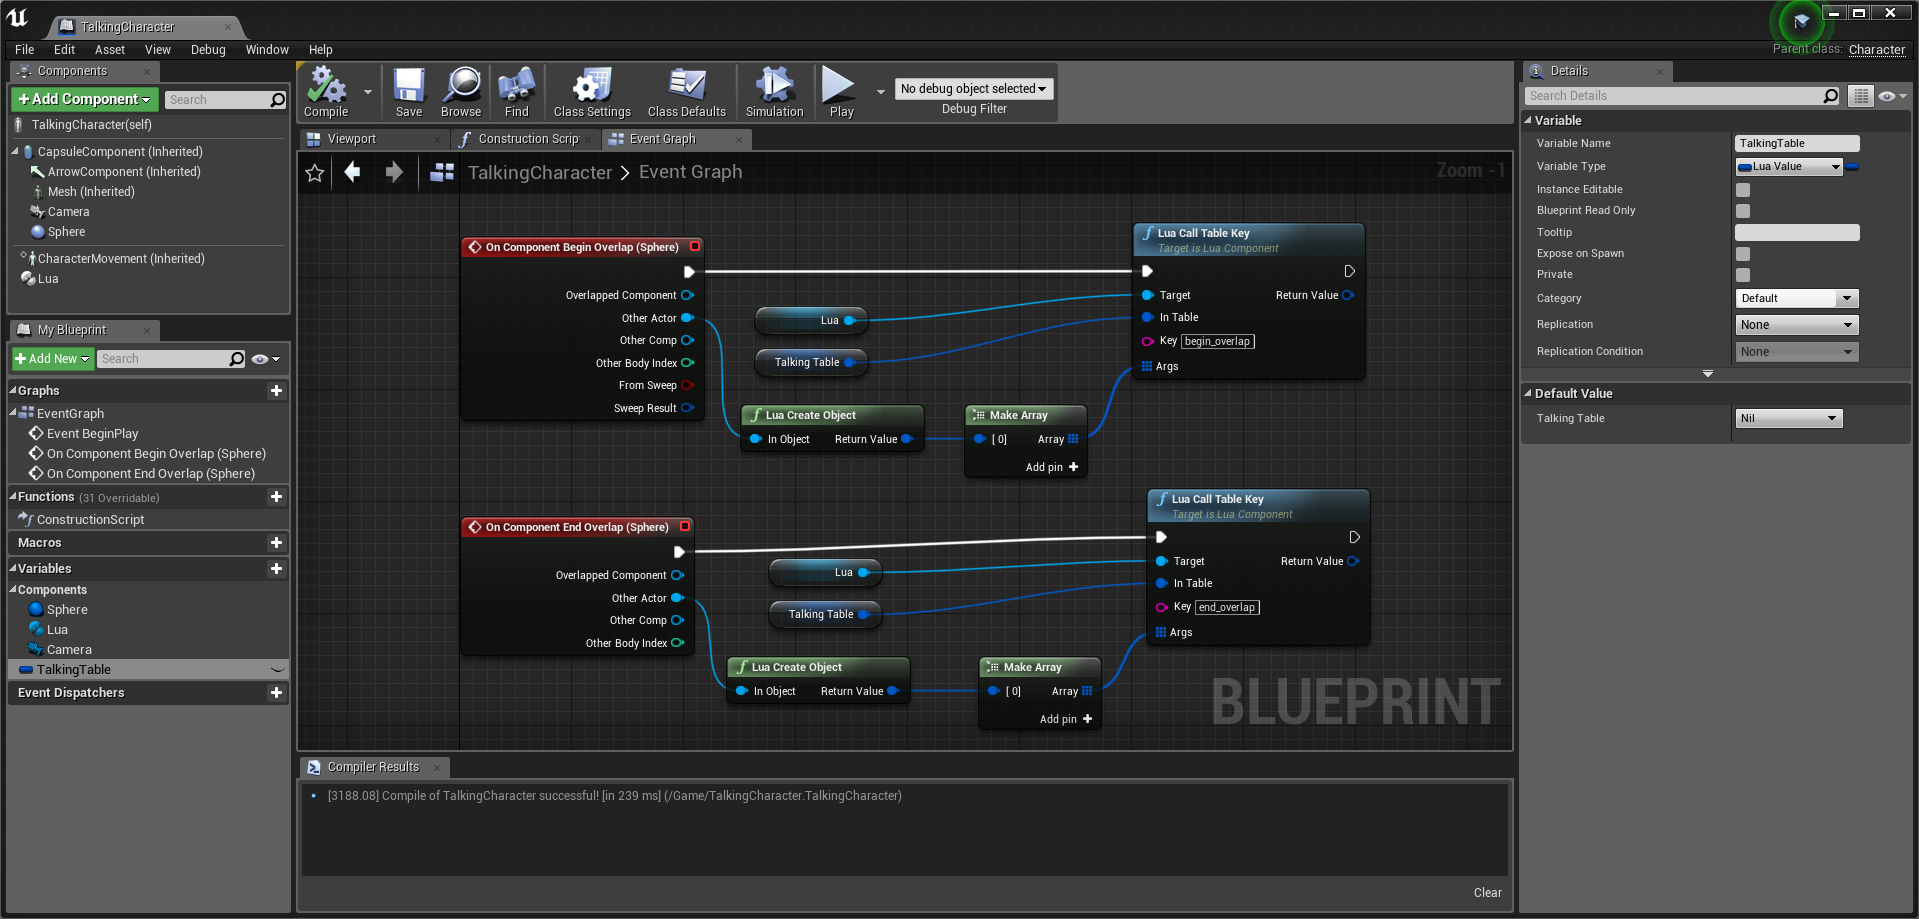 TalkingCharacter
File Edit Asset View Debug Window Help
Parent class: Character
Components
+ Add Component
Search
TalkingCharacter(self)
CapsuleComponent (Inherited)
ArrowComponent (Inherited)
Mesh (Inherited)
Camera
Sphere
CharacterMovement (Inherited)
Lua
My Blueprint
+ Add New
Search
Graphs
EventGraph
Event BeginPlay
On Component Begin Overlap (Sphere)
On Component End Overlap (Sphere)
Functions (31 Overridable)
ConstructionScript
Macros
Variables
Components
Sphere
Lua
Camera
TalkingTable
Event Dispatchers
Compile
Save
Browse
Find
Class Settings
Class Defaults
Simulation
Play
No debug object selected
Debug Filter
Viewport
Construction Scrip
Event Graph
TalkingCharacter > Event Graph
Zoom -1
On Component Begin Overlap (Sphere)
Overlapped Component
Other Actor
Other Comp
Other Body Index
From Sweep
Sweep Result
Lua
Talking Table
Lua Create Object
In Object Return Value
Make Array
[0] Array
Add pin +
Lua Call Table Key
Target is Lua Component
Target Return Value
In Table
Key begin_overlap
Args
On Component End Overlap (Sphere)
Overlapped Component
Other Actor
Other Comp
Other Body Index
Lua
Talking Table
Lua Create Object
In Object Return Value
Make Array
[0] Array
Add pin +
Lua Call Table Key
Target is Lua Component
Target Return Value
In Table
Key end_overlap
Args
BLUEPRINT
Compiler Results
[3188.08] Compile of TalkingCharacter successful! [in 239 ms] (/Game/TalkingCharacter.TalkingCharacter)
Clear
Details
Search Details
Variable
Variable Name TalkingTable
Variable Type Lua Value
Instance Editable
Blueprint Read Only
Tooltip
Expose on Spawn
Private
Category Default
Replication None
Replication Condition None
Default Value
Talking Table Nil